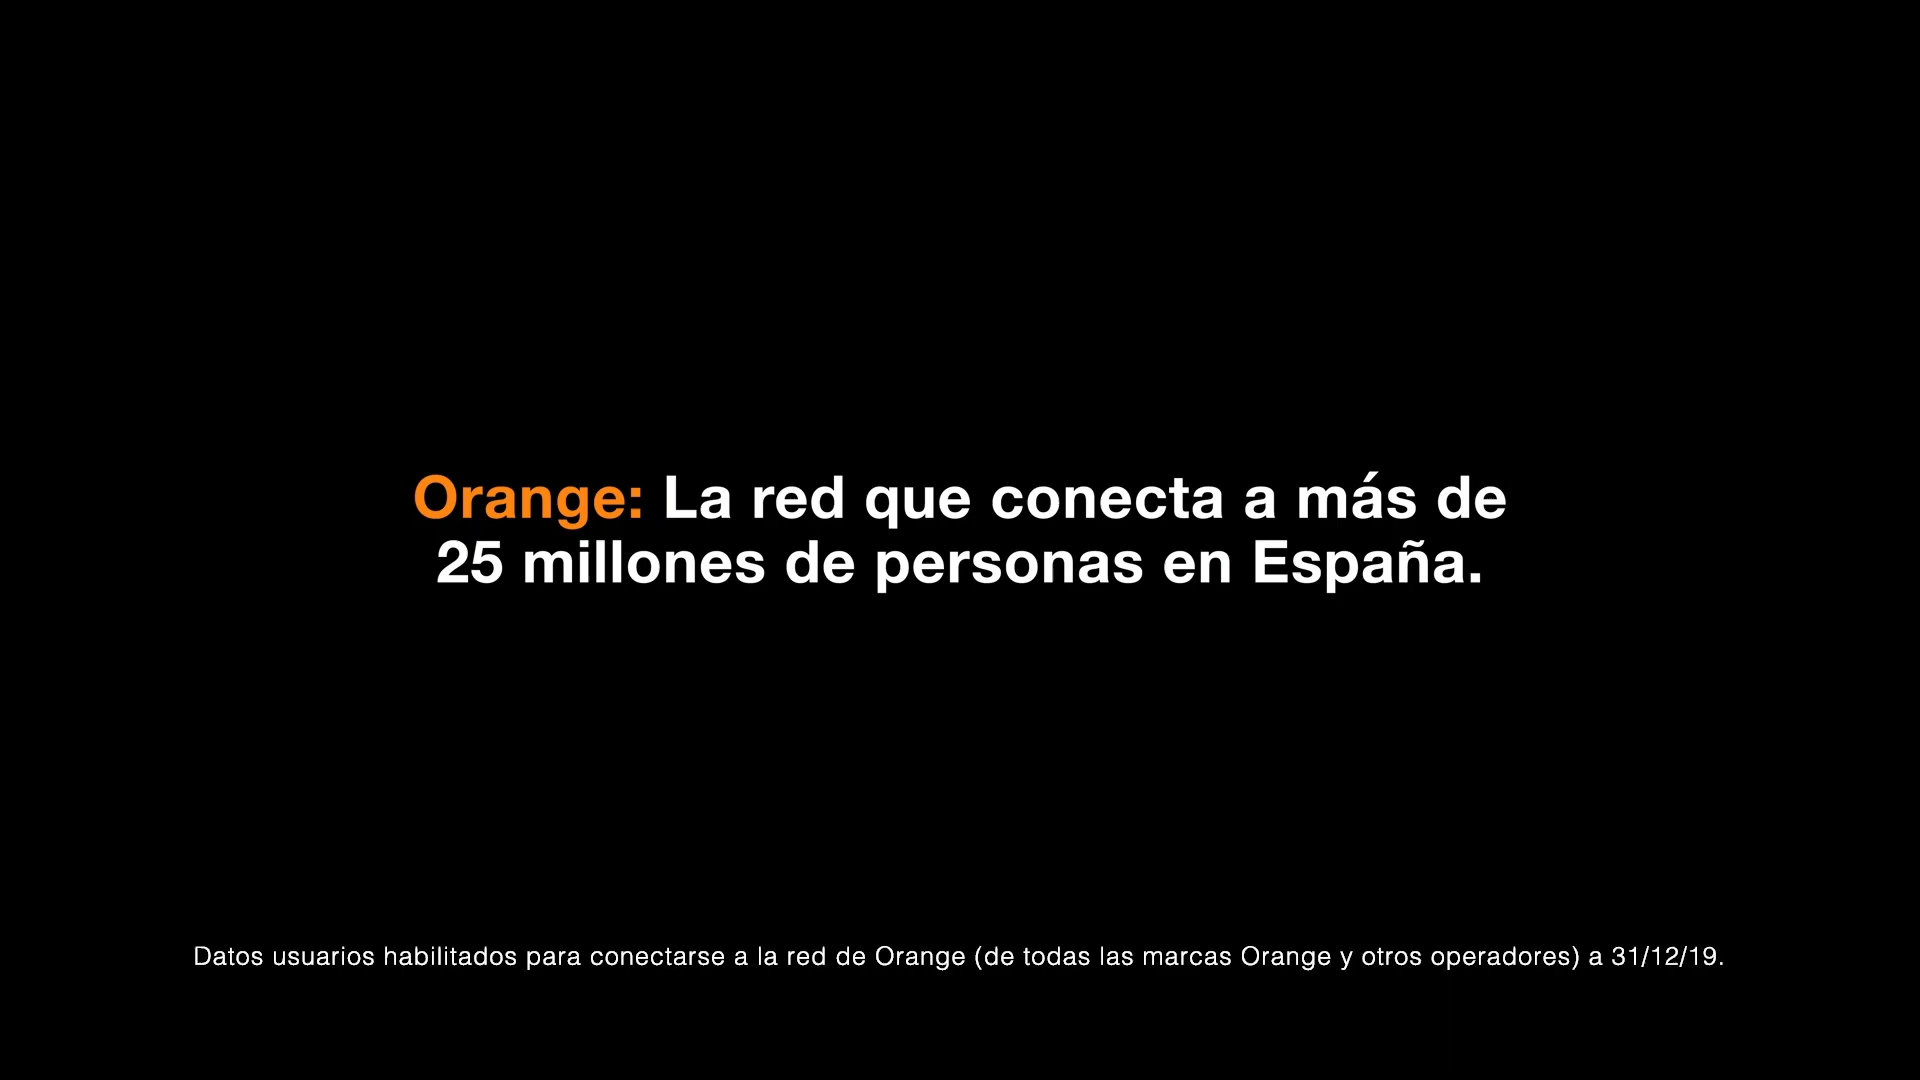 Orange: La red que conecta a más de
25 millones de personas en España.
Datos usuarios habilitados para conectarse a la red de Orange (de todas las marcas Orange y otros operadores) a 31/12/19.